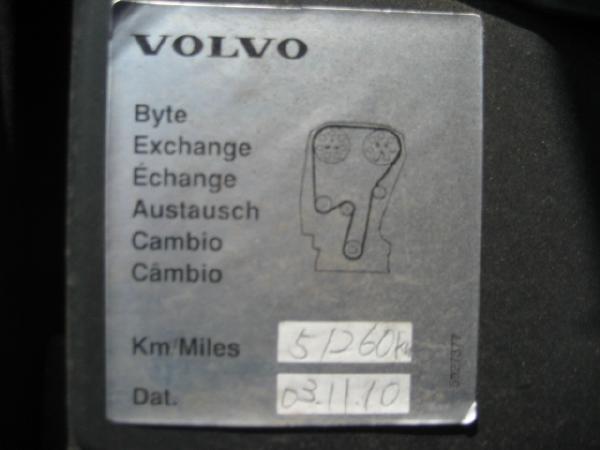 VOLVO
Byte
Exchange
Échange
Austausch
Cambio
Câmbio
Km/Miles 51260km
Dat. 03.11.10